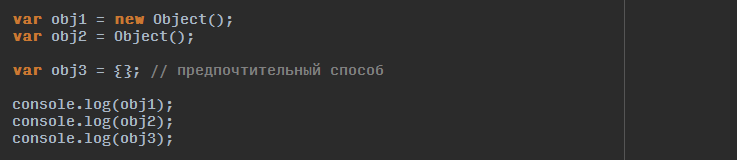 var obj1 = new Object();
var obj2 = Object();
var obj3 = {}; // предпочтительный способ
console.log(obj1);
console.log(obj2);
console.log(obj3);